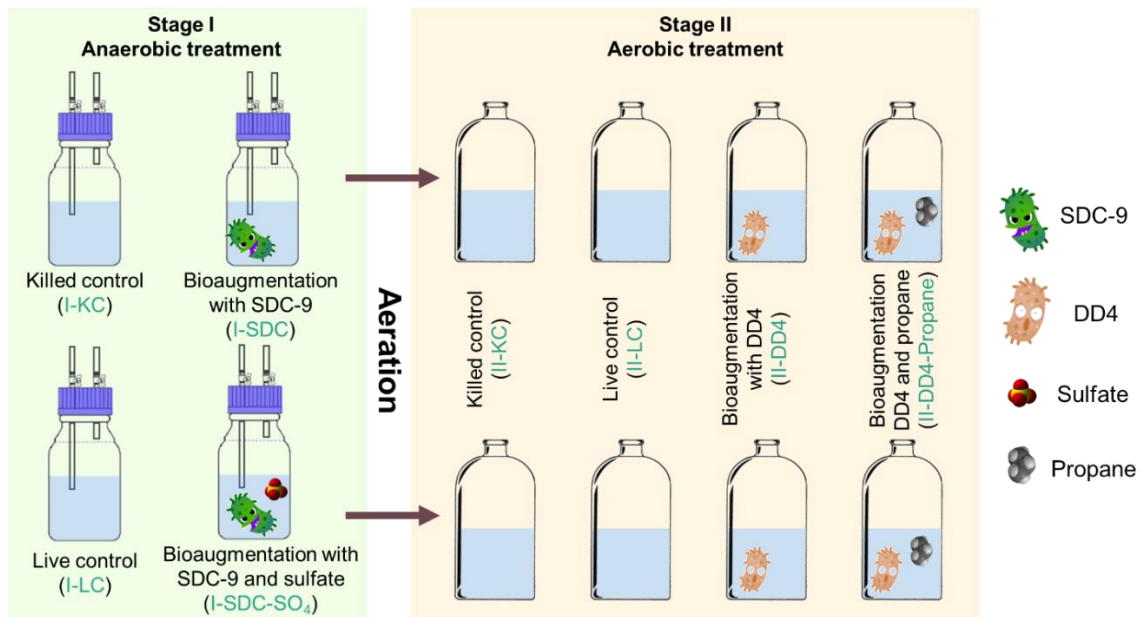 Stage I
Anaerobic treatment
Killed control
(I-KC)
Bioaugmentation
with SDC-9
(I-SDC)
Live control
(I-LC)
Bioaugmentation with
SDC-9 and sulfate
(I-SDC-SO₄)
Aeration
Stage II
Aerobic treatment
Killed control
(II-KC)
Live control
(II-LC)
Bioaugmentation
with DD4
(II-DD4)
Bioaugmentation
DD4 and propane
(II-DD4-Propane)
SDC-9
DD4
Sulfate
Propane